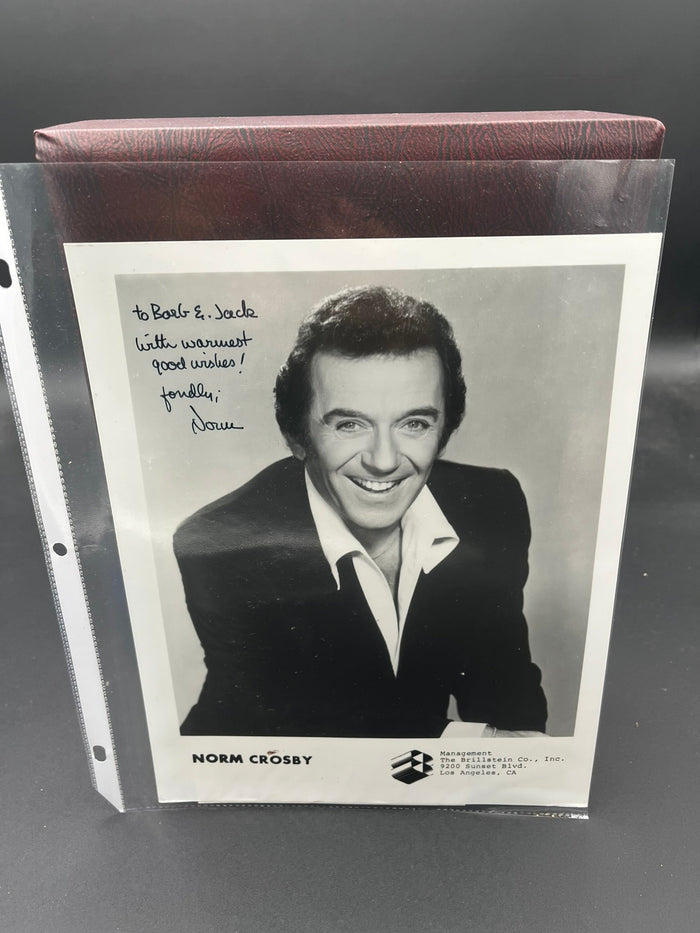 to Barb & Jack
With warmest
good wishes!
fondly,
Norm
NORM CROSBY
Management
The Brillstein Co., Inc.
9200 Sunset Blvd.
Los Angeles, CA